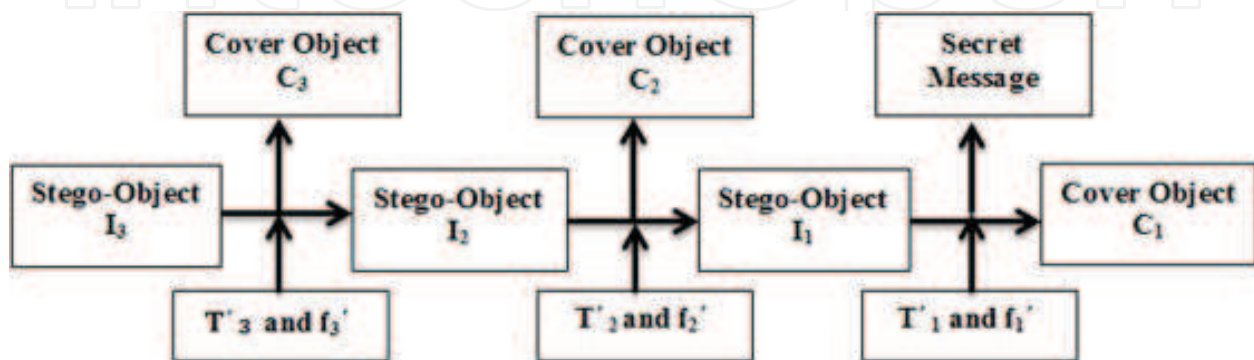 Cover Object
C₃
Cover Object
C₂
Secret
Message
Stego-Object
I₃
Stego-Object
I₂
Stego-Object
I₁
Cover Object
C₁
T´₃ and f₃´
T´₂ and f₂´
T´₁ and f₁´